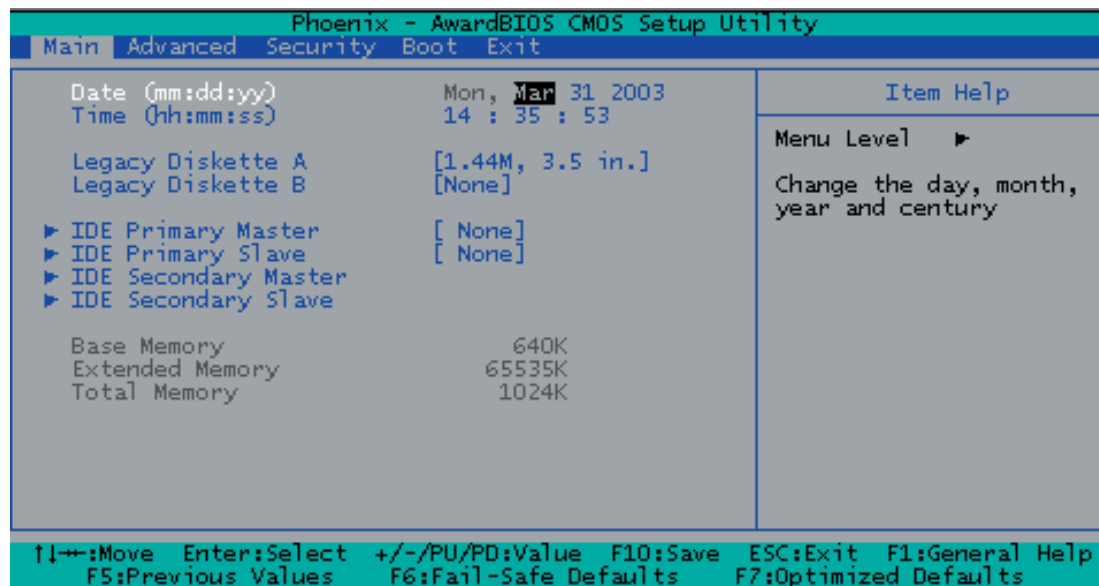 Phoenix - AwardBIOS CMOS Setup Utility
Main Advanced Security Boot Exit
Date (mm:dd:yy) Mon, Mar 31 2003
Time (hh:mm:ss) 14 : 35 : 53
Legacy Diskette A [1.44M, 3.5 in.]
Legacy Diskette B [None]
▶ IDE Primary Master [ None]
▶ IDE Primary Slave [ None]
▶ IDE Secondary Master
▶ IDE Secondary Slave
Base Memory 640K
Extended Memory 65535K
Total Memory 1024K
Item Help
Menu Level ▶
Change the day, month,
year and century
↑↓→←:Move Enter:Select +/-/PU/PD:Value F10:Save ESC:Exit F1:General Help
F5:Previous Values F6:Fail-Safe Defaults F7:Optimized Defaults